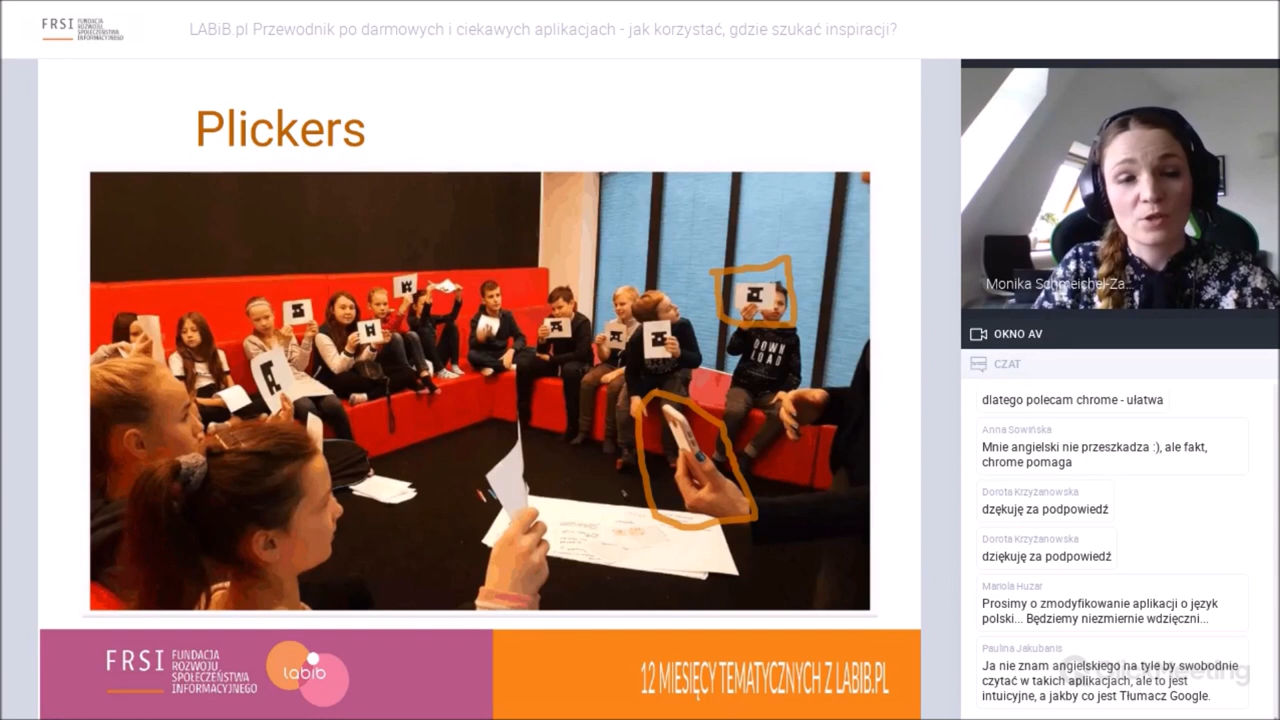 FRSI FUNDACJA
ROZWOJU
SPOŁECZEŃSTWA
INFORMACYJNEGO
LABiB.pl Przewodnik po darmowych i ciekawych aplikacjach - jak korzystać, gdzie szukać inspiracji?
Plickers
DOWN
LOAD
FRSI FUNDACJA
ROZWOJU
SPOŁECZEŃSTWA
INFORMACYJNEGO
labib
12 MIESIĘCY TEMATYCZNYCH Z LABIB.PL
Monika Schmeichel-Za...
OKNO AV
CZAT
dlatego polecam chrome - ułatwa
Anna Sowińska
Mnie angielski nie przeszkadza :), ale fakt,
chrome pomaga
Dorota Krzyżanowska
dzękuję za podpowiedź
Dorota Krzyżanowska
dziękuję za podpowiedź
Mariola Huzar
Prosimy o zmodyfikowanie aplikacji o język
polski... Będziemy niezmiernie wdzięczni...
Paulina Jakubanis
Ja nie znam angielskiego na tyle by swobodnie
czytać w takich aplikacjach, ale to jest
intuicyjne, a jakby co jest Tłumacz Google.